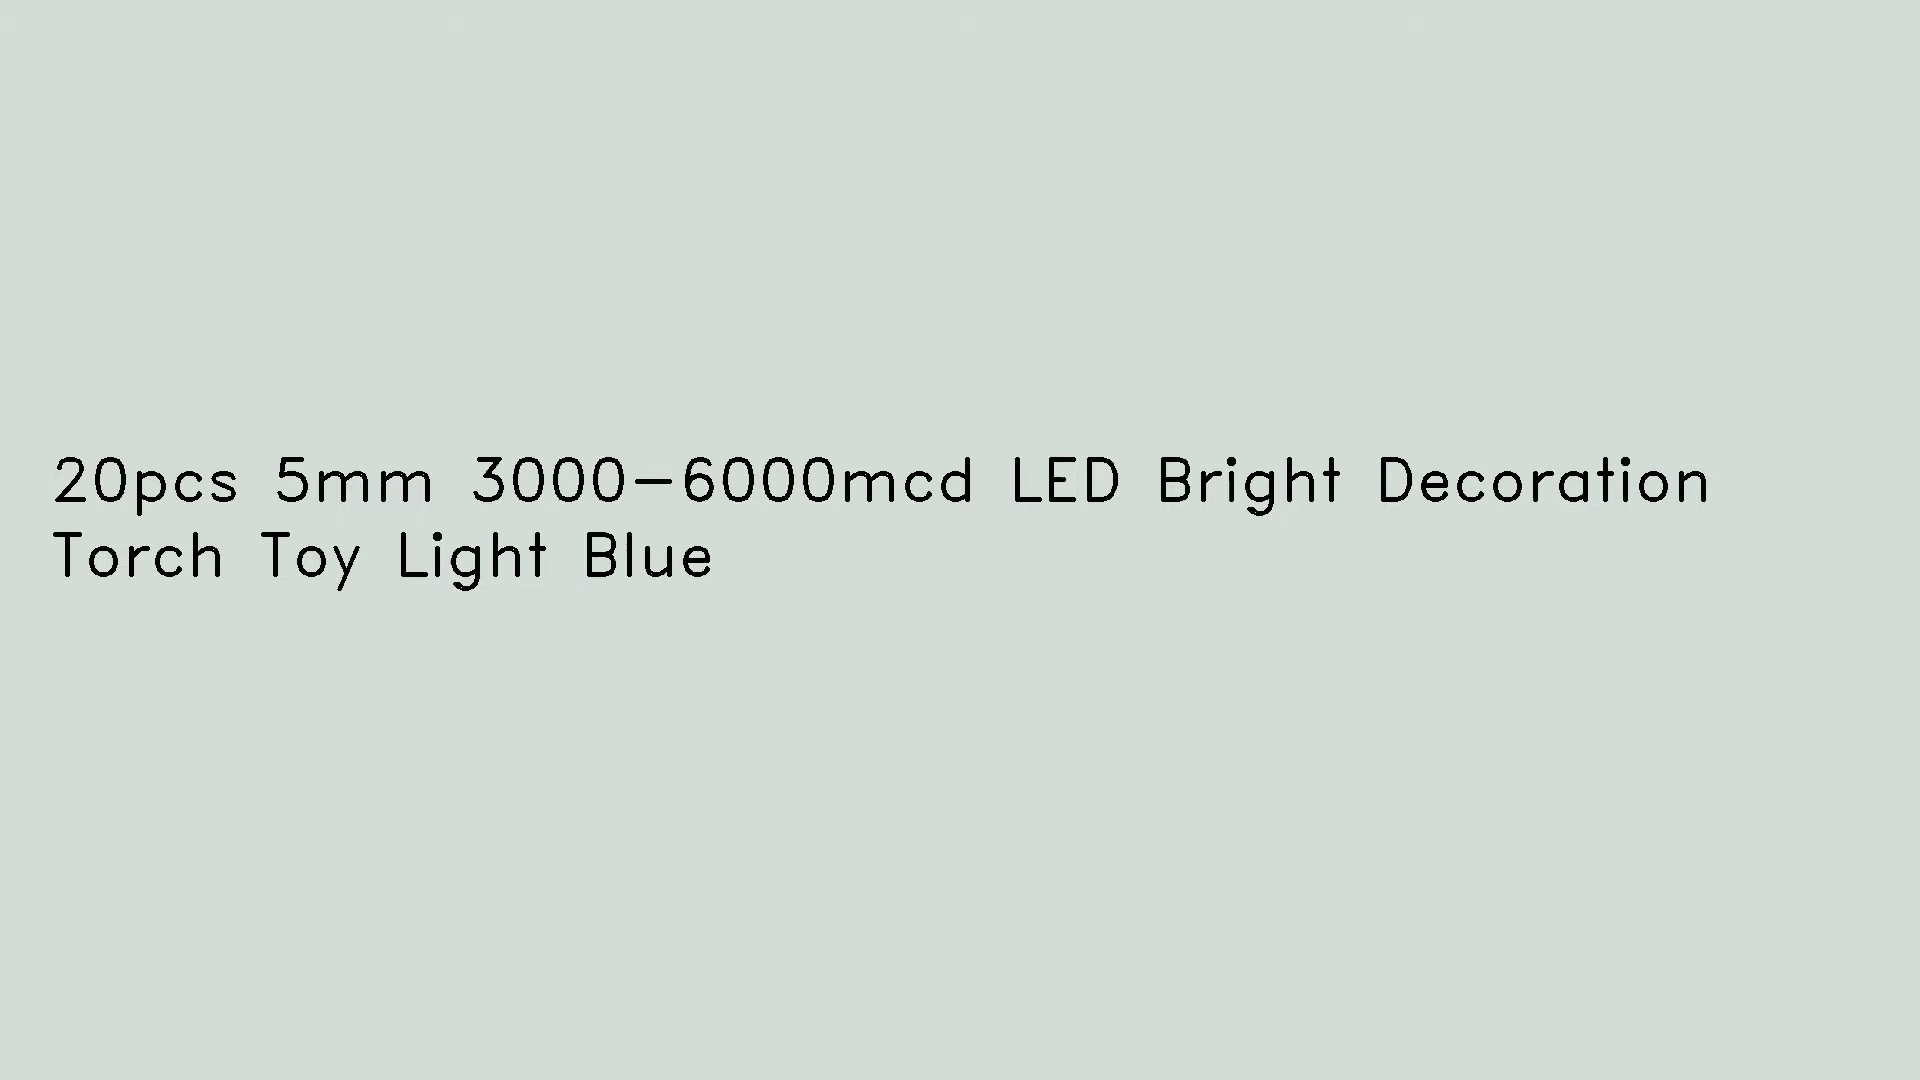 20pcs 5mm 3000-6000mcd LED Bright Decoration
Torch Toy Light Blue